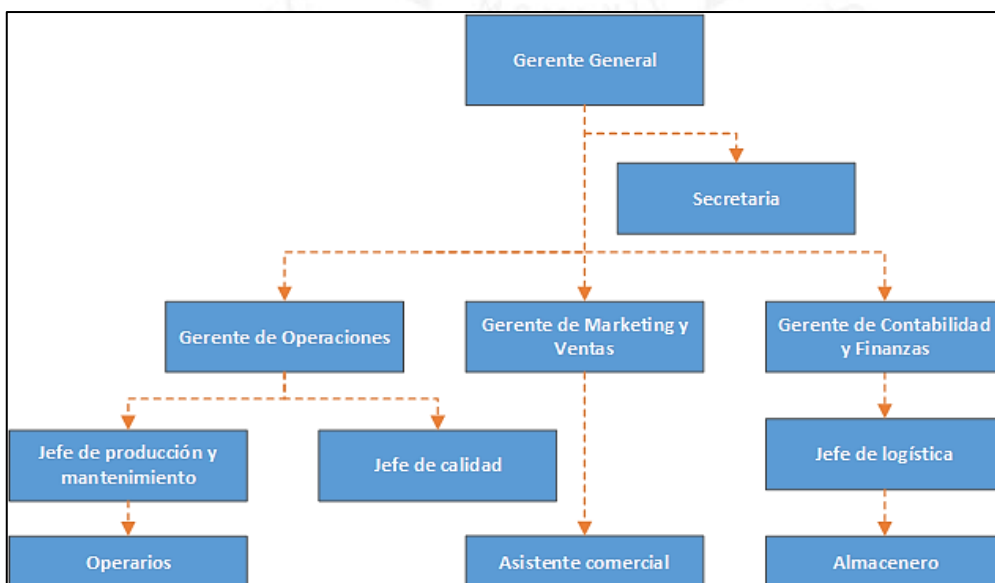 Gerente General
Secretaria
Gerente de Operaciones
Gerente de Marketing y
Ventas
Gerente de Contabilidad
y Finanzas
Jefe de producción y
mantenimiento
Jefe de calidad
Jefe de logística
Operarios
Asistente comercial
Almacenero